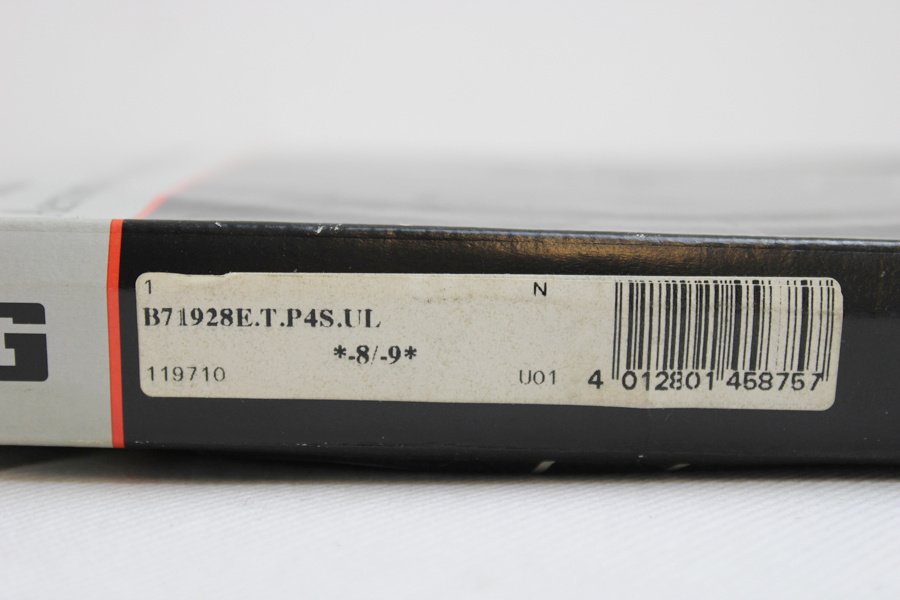 G
1 N
B71928E.T.P4S.UL
*-8/-9*
119710 U01 4 012801 458757